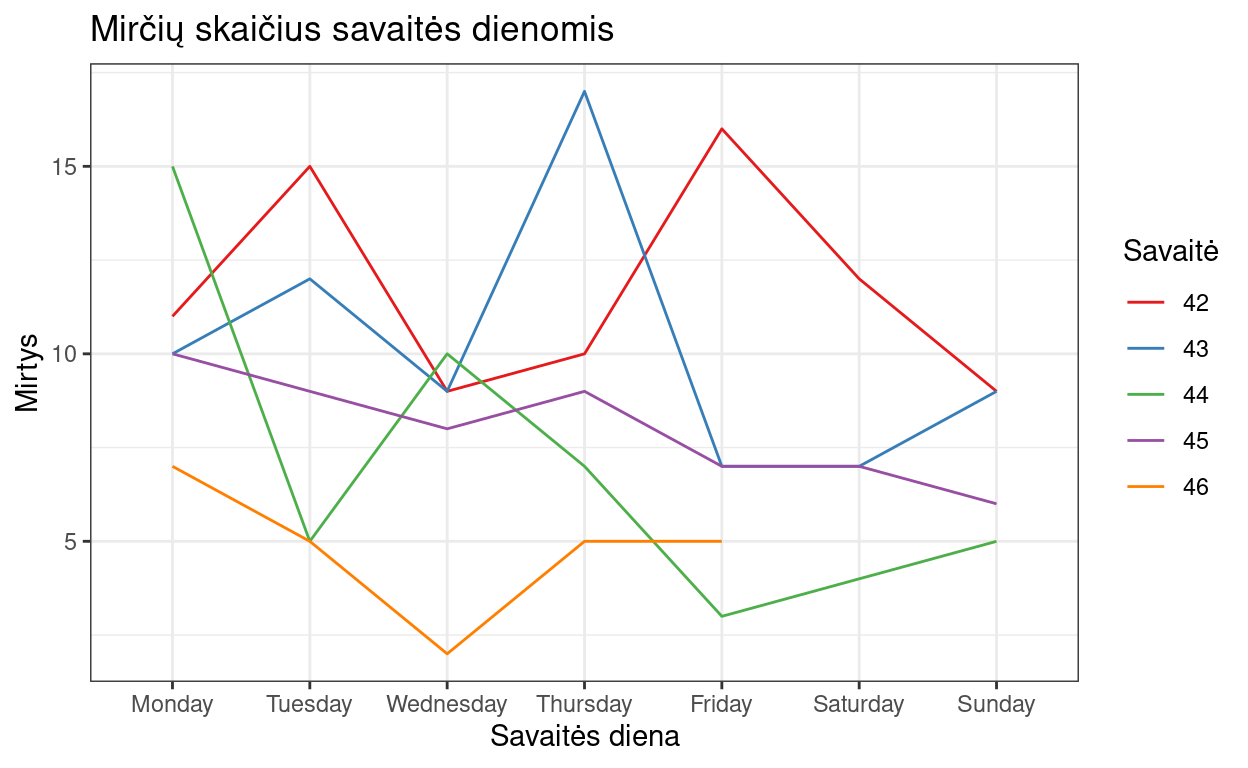 Mirčių skaičius savaitės dienomis
Mirtys
15
10
5
Monday Tuesday Wednesday Thursday Friday Saturday Sunday
Savaitės diena
Savaitė
42
43
44
45
46